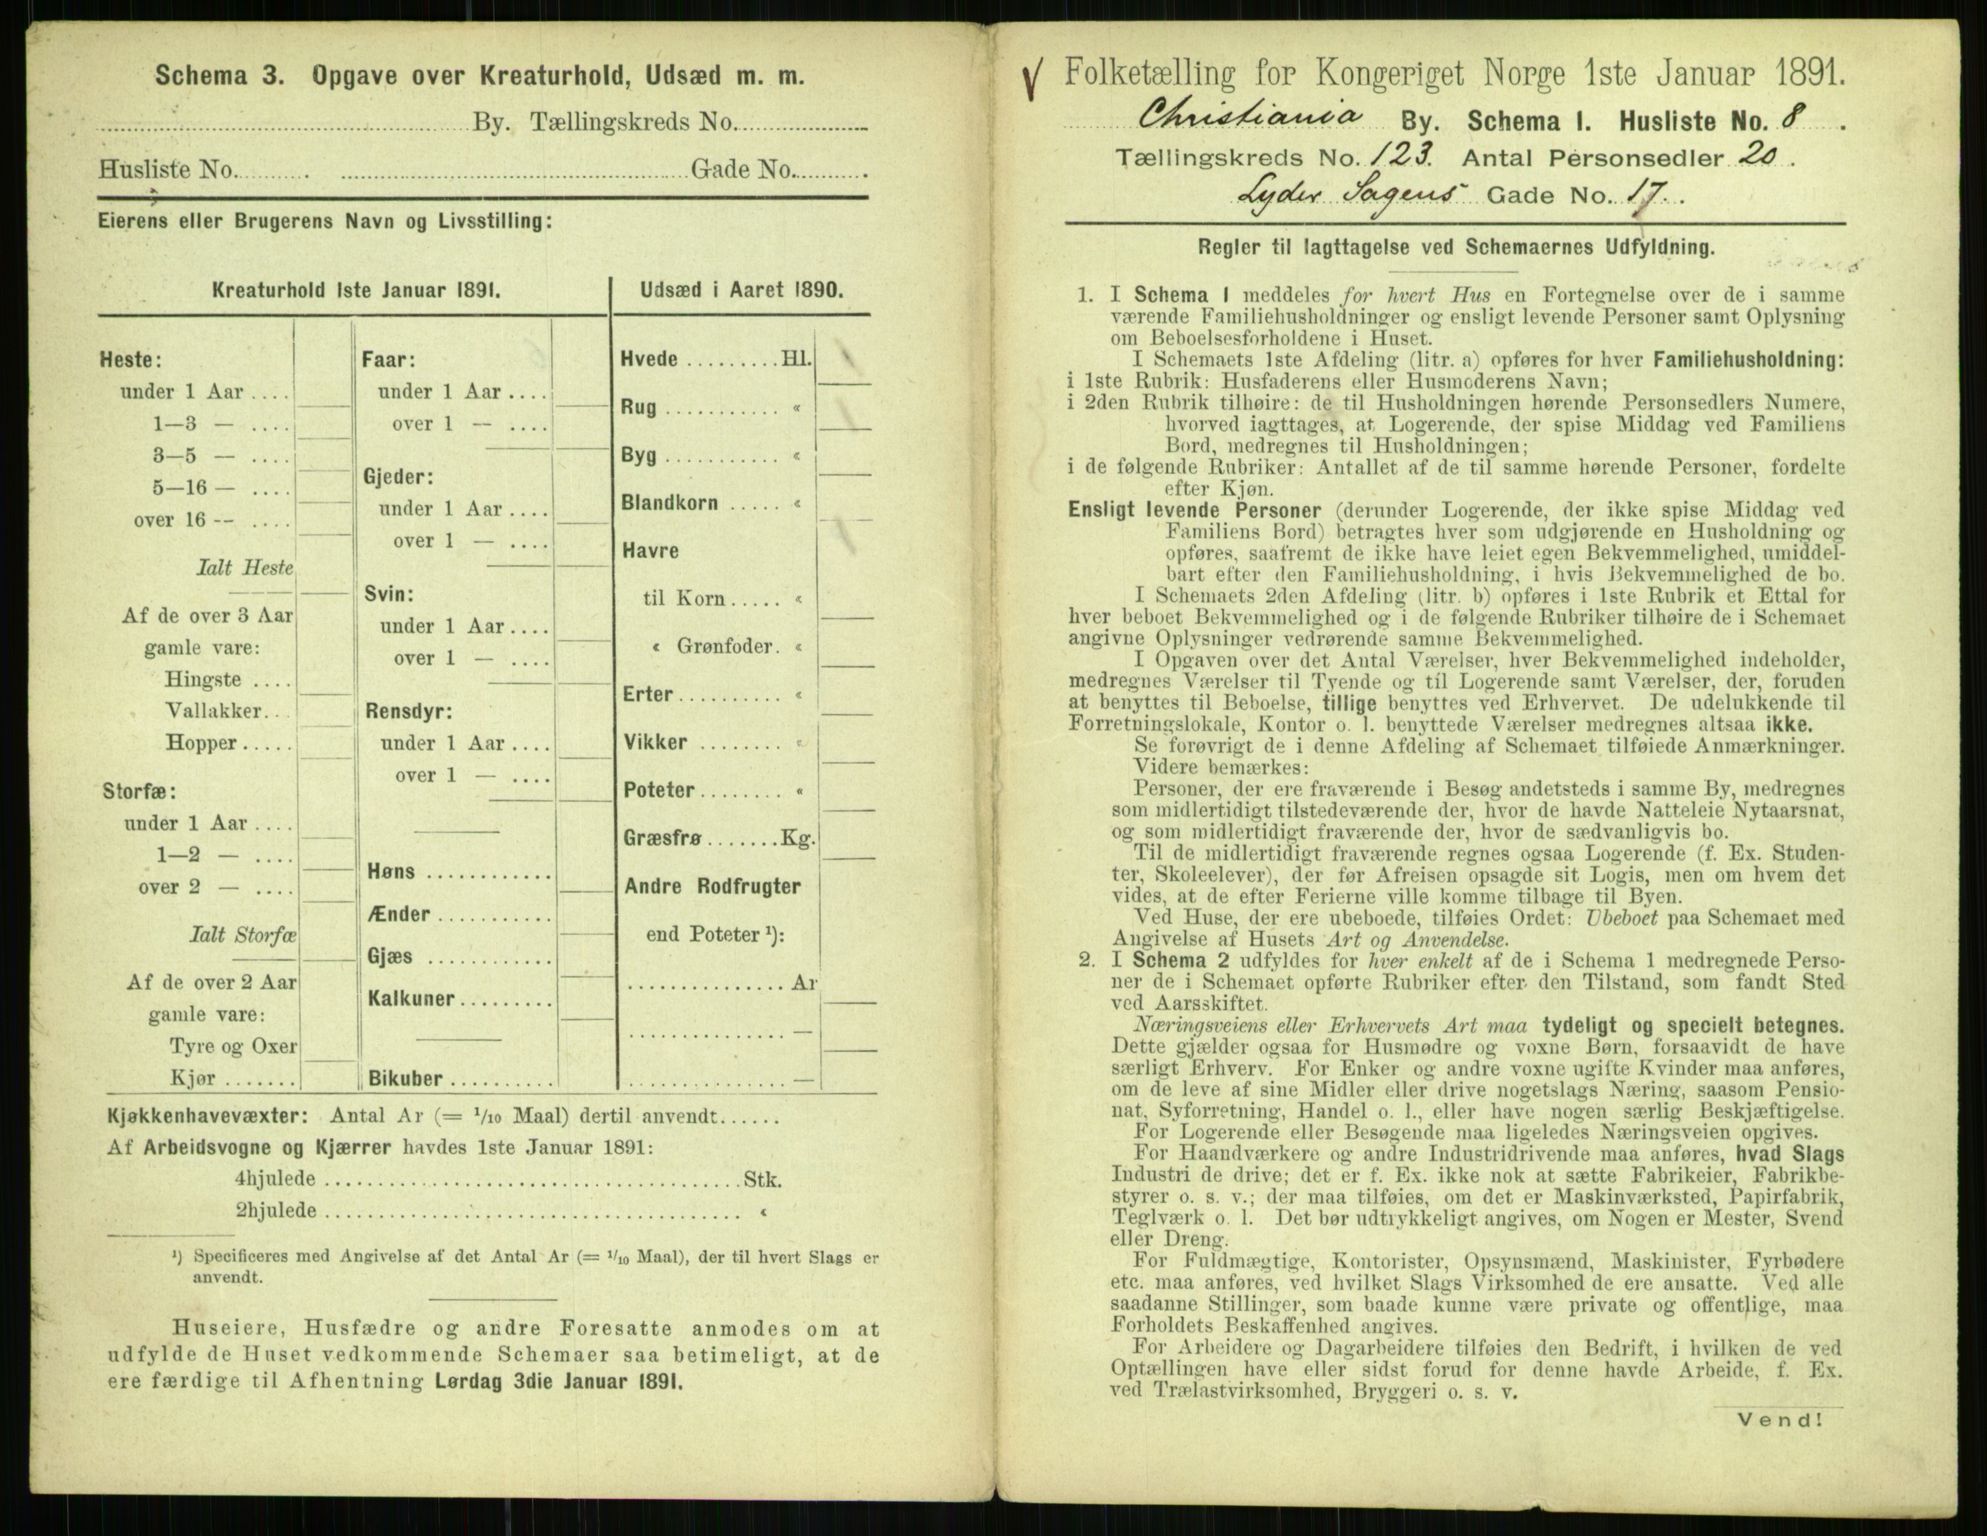 Schema 3. Opgave over Kreaturhold, Udsæd m. m.
By. Tællingskreds No.
Husliste No. Gade No.
Eierens eller Brugerens Navn og Livsstilling:
Kreaturhold 1ste Januar 1891.
Heste:
under 1 Aar ....
1—3 — ....
3—5 — ....
5—16 — ....
over 16 -- ....
Ialt Heste
Af de over 3 Aar
gamle vare:
Hingste ....
Vallakker...
Hopper.....
Storfæ:
under 1 Aar ....
1—2 — ....
over 2 — ....
Ialt Storfæ
Af de over 2 Aar
gamle vare:
Tyre og Oxer
Kjør .......
Faar:
under 1 Aar ....
over 1 — ....
Gjeder:
under 1 Aar ....
over 1 — ....
Svin:
under 1 Aar ....
over 1 — ....
Rensdyr:
under 1 Aar ....
over 1 — ....
Høns ............
Ænder ...........
Gjæs ............
Kalkuner.........
Bikuber ..........
Udsæd i Aaret 1890.
Hvede .........Hl.
Rug ........... «
Byg ........... «
Blandkorn ..... «
Havre
til Korn..... «
« Grønfoder. «
Erter.......... «
Vikker ........ «
Poteter........ «
Græsfrø .......Kg.
Andre Rodfrugter
end Poteter ¹):
............... Ar
............... —
............... —
Kjøkkenhavevæxter: Antal Ar (= 1/10 Maal) dertil anvendt......
Af Arbeidsvogne og Kjærrer havdes 1ste Januar 1891:
4hjulede .......................................Stk.
2hjulede ....................................... «
¹) Specificeres med Angivelse af det Antal Ar (= 1/10 Maal), der til hvert Slags er
anvendt.
Huseiere, Husfædre og andre Foresatte anmodes om at
udfylde de Huset vedkommende Schemaer saa betimeligt, at de
ere færdige til Afhentning Lørdag 3die Januar 1891.
√ Folketælling for Kongeriget Norge 1ste Januar 1891.
Christiania By. Schema 1. Husliste No. 8.
Tællingskreds No. 123. Antal Personsedler 20.
Lyder Sagens Gade No. 17.
Regler til Iagttagelse ved Schemaernes Udfyldning.
1. I Schema 1 meddeles for hvert Hus en Fortegnelse over de i samme
værende Familiehusholdninger og ensligt levende Personer samt Oplysning
om Beboelsesforholdene i Huset.
I Schemaets 1ste Afdeling (litr. a) opføres for hver Familiehusholdning:
i 1ste Rubrik: Husfaderens eller Husmoderens Navn;
i 2den Rubrik tilhøire: de til Husholdningen hørende Personsedlers Numere,
hvorved iagttages, at Logerende, der spise Middag ved Familiens
Bord, medregnes til Husholdningen;
i de følgende Rubriker: Antallet af de til samme hørende Personer, fordelte
efter Kjøn.
Ensligt levende Personer (derunder Logerende, der ikke spise Middag ved
Familiens Bord) betragtes hver som udgjørende en Husholdning og
opføres, saafremt de ikke have leiet egen Bekvemmelighed, umiddel-
bart efter den Familiehusholdning, i hvis Bekvemmelighed de bo.
I Schemaets 2den Afdeling (litr. b) opføres i 1ste Rubrik et Ettal for
hver beboet Bekvemmelighed og i de følgende Rubriker tilhøire de i Schemaet
angivne Oplysninger vedrørende samme Bekvemmelighed.
I Opgaven over det Antal Værelser, hver Bekvemmelighed indeholder,
medregnes Værelser til Tyende og til Logerende samt Værelser, der, foruden
at benyttes til Beboelse, tillige benyttes ved Erhvervet. De udelukkende til
Forretningslokale, Kontor o. l. benyttede Værelser medregnes altsaa ikke.
Se forøvrigt de i denne Afdeling af Schemaet tilføiede Anmærkninger.
Videre bemærkes:
Personer, der ere fraværende i Besøg andetsteds i samme By, medregnes
som midlertidigt tilstedeværende der, hvor de havde Natteleie Nytaarsnat,
og som midlertidigt fraværende der, hvor de sædvanligvis bo.
Til de midlertidigt fraværende regnes ogsaa Logerende (f. Ex. Studen-
ter, Skoleelever), der før Afreisen opsagde sit Logis, men om hvem det
vides, at de efter Ferierne ville komme tilbage til Byen.
Ved Huse, der ere ubeboede, tilføies Ordet: Ubeboet paa Schemaet med
Angivelse af Husets Art og Anvendelse.
2. I Schema 2 udfyldes for hver enkelt af de i Schema 1 medregnede Perso-
ner de i Schemaet opførte Rubriker efter den Tilstand, som fandt Sted
ved Aarsskiftet.
Næringsveiens eller Erhvervets Art maa tydeligt og specielt betegnes.
Dette gjælder ogsaa for Husmødre og voxne Børn, forsaavidt de have
særligt Erhverv. For Enker og andre voxne ugifte Kvinder maa anføres,
om de leve af sine Midler eller drive nogetslags Næring, saasom Pensio-
nat, Syforretning, Handel o. l., eller have nogen særlig Beskjæftigelse.
For Logerende eller Besøgende maa ligeledes Næringsveien opgives.
For Haandværkere og andre Industridrivende maa anføres, hvad Slags
Industri de drive; det er f. Ex. ikke nok at sætte Fabrikeier, Fabrikbe-
styrer o. s. v.; der maa tilføies, om det er Maskinværksted, Papirfabrik,
Teglværk o. l. Det bør udtrykkeligt angives, om Nogen er Mester, Svend
eller Dreng.
For Fuldmægtige, Kontorister, Opsynsmænd, Maskinister, Fyrbødere
etc. maa anføres, ved hvilket Slags Virksomhed de ere ansatte. Ved alle
saadanne Stillinger, som baade kunne være private og offentlige, maa
Forholdets Beskaffenhed angives.
For Arbeidere og Dagarbeidere tilføies den Bedrift, i hvilken de ved
Optællingen have eller sidst forud for denne havde Arbeide, f. Ex.
ved Trælastvirksomhed, Bryggeri o. s. v.
Vend!